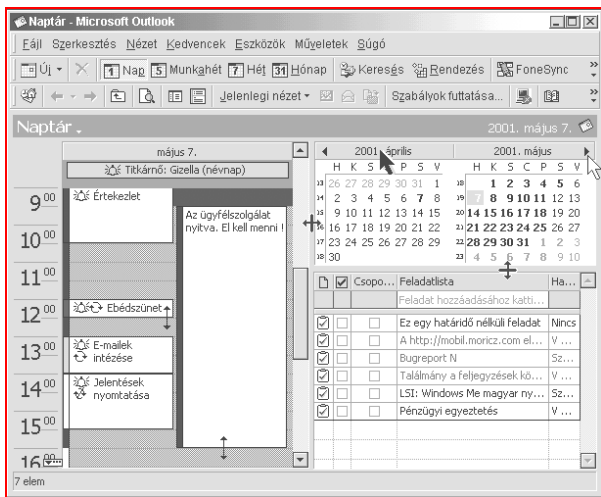 Naptár - Microsoft Outlook
Fájl Szerkesztés Nézet Kedvencek Eszközök Műveletek Súgó
Új 1 Nap 5 Munkahét 7 Hét 31 Hónap Keresés Rendezés FoneSync
Jelenlegi nézet Szabályok futtatása...
Naptár 2001. május 7.
május 7.
Titkárnő: Gizella (névnap)
9 00
Értekezlet
Az ügyfélszolgálat
nyitva. El kell menni !
10 00
11 00
12 00
Ebédszünet
13 00
E-mailek
intézése
14 00
Jelentések
nyomtatása
15 00
16
2001. április
H K S P S V
13 26 27 28 29 30 31 1
14 2 3 4 5 6 7 8
15 9 10 11 12 13 14 15
16 16 17 18 19 20 21 22
17 23 24 25 26 27 28 29
18 30
2001. május
H K S C P S V
18 1 2 3 4 5 6
19 7 8 9 10 11 12 13
20 14 15 16 17 18 19 20
21 21 22 23 24 25 26 27
22 28 29 30 31 1 2 3
23 4 5 6 7 8 9 10
Csopo... Feladatlista Ha...
Feladat hozzáadásához katti...
Ez egy határidő nélküli feladat Nincs
A http://mobil.moricz.com el... V ...
Bugreport N Sz...
Találmány a feljegyzések kö... V ...
LSI: Windows Me magyar ny... Sz...
Pénzügyi egyeztetés V ...
7 elem